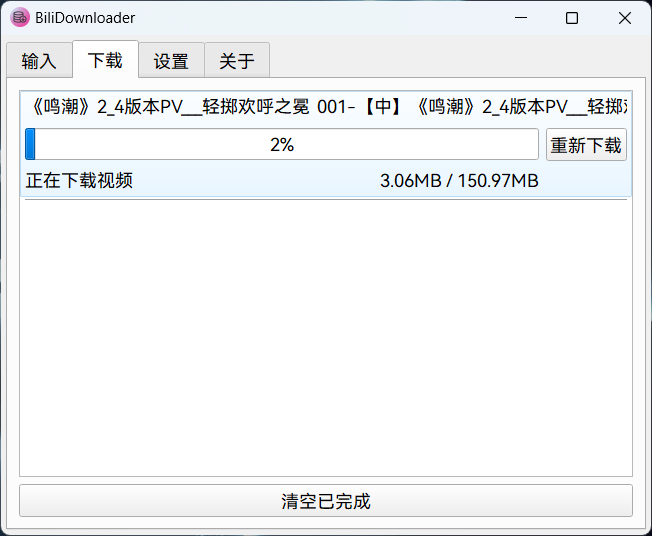 BiliDownloader
输入 下载 设置 关于
《鸣潮》2_4版本PV__轻掷欢呼之冕 001-【中】《鸣潮》2_4版本PV__轻掷
2% 重新下载
正在下载视频 3.06MB / 150.97MB
清空已完成